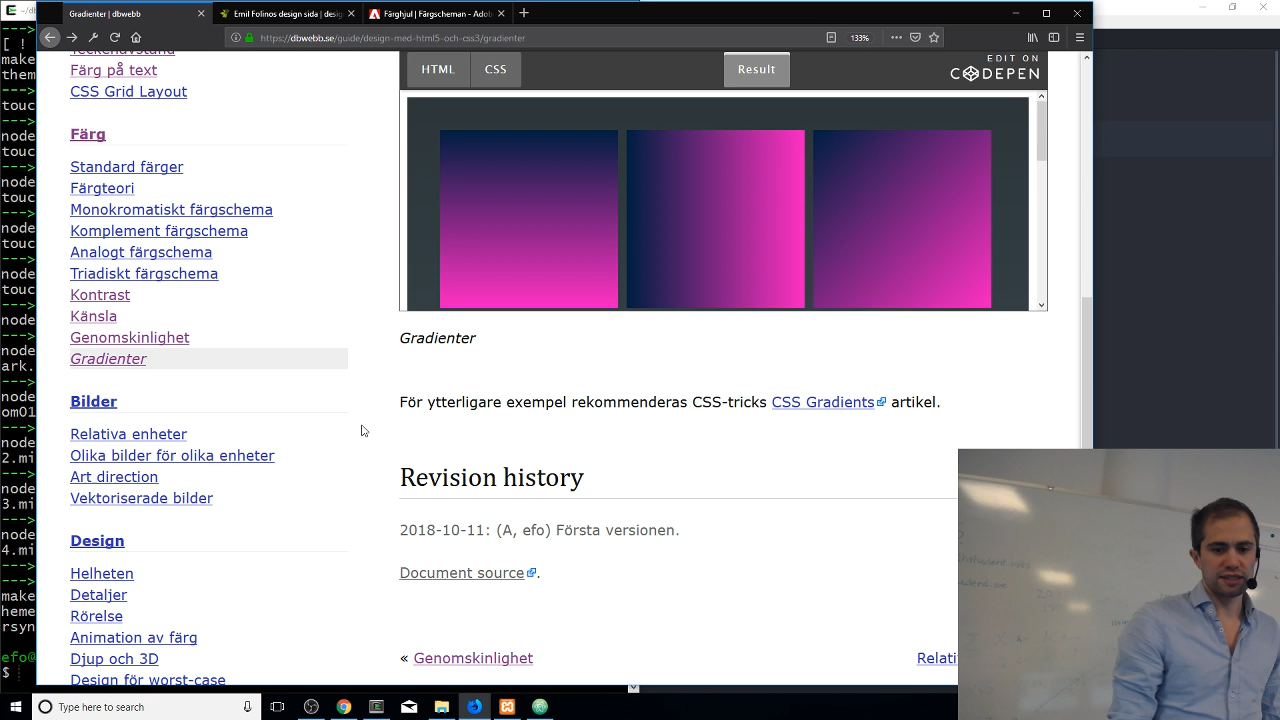 Gradienter | dbwebb
Emil Folinos design sida | desig
Färghjul | Färgscheman - Adob
https://dbwebb.se/guide/design-med-html5-och-css3/gradienter
133%
Teckenavstånd
Färg på text
CSS Grid Layout
Färg
Standard färger
Färgteori
Monokromatiskt färgschema
Komplement färgschema
Analogt färgschema
Triadiskt färgschema
Kontrast
Känsla
Genomskinlighet
Gradienter
Bilder
Relativa enheter
Olika bilder för olika enheter
Art direction
Vektoriserade bilder
Design
Helheten
Detaljer
Rörelse
Animation av färg
Djup och 3D
Design för worst-case
HTML
CSS
Result
EDIT ON
CODEPEN
Gradienter
För ytterligare exempel rekommenderas CSS-tricks CSS Gradients artikel.
Revision history
2018-10-11: (A, efo) Första versionen.
Document source.
« Genomskinlighet
Relati
--->
[ !
make
them
--->
touc
--->
node
touc
--->
node
touc
--->
node
touc
--->
node
touc
--->
node
ark.
--->
node
om01
--->
node
2.mi
--->
node
3.mi
--->
node
4.mi
--->
--->
make
heme
rsyn
efo@
$
Type here to search